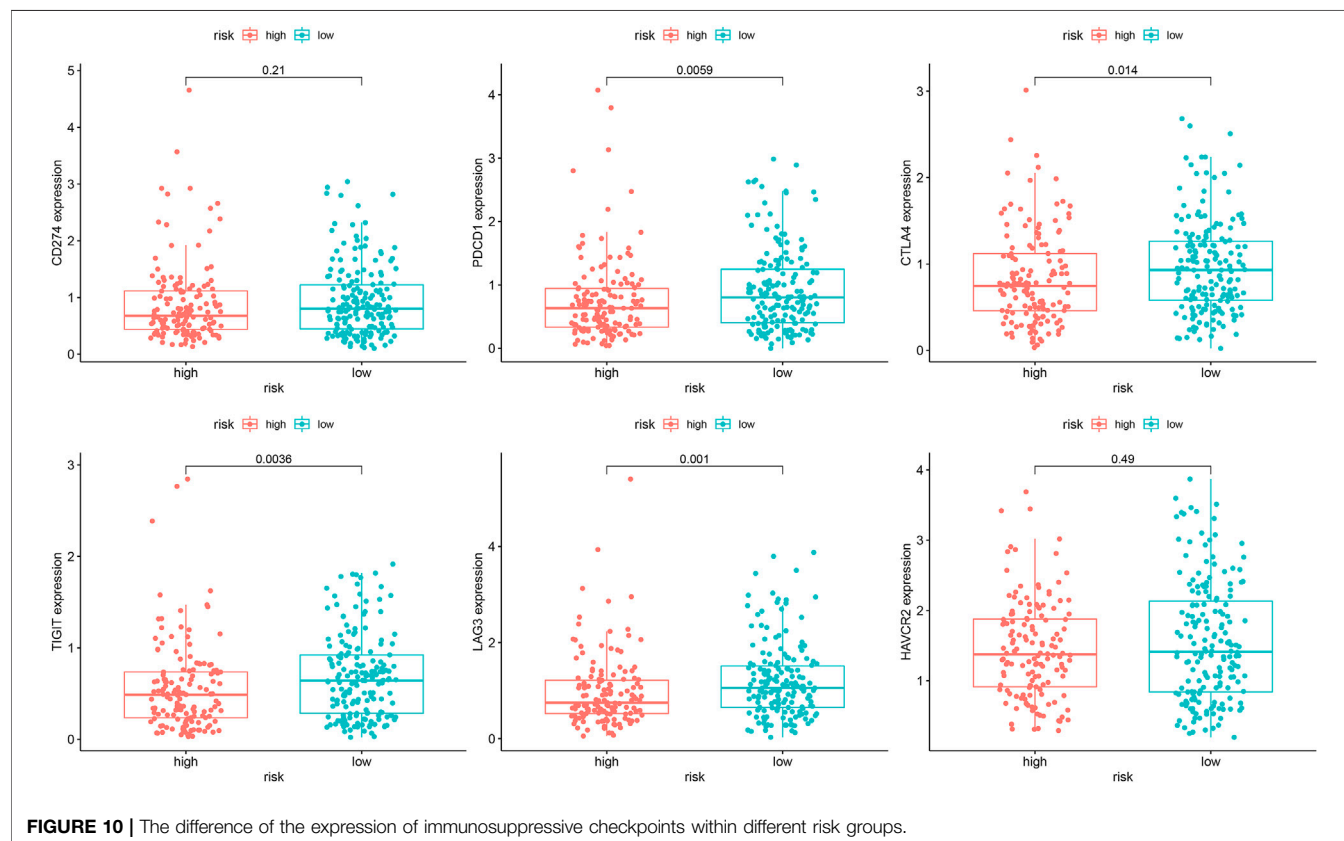 risk high low
0.21
CD274 expression
5
4
3
2
1
0
high low
risk
risk high low
0.0059
PDCD1 expression
4
3
2
1
0
high low
risk
risk high low
0.014
CTLA4 expression
3
2
1
0
high low
risk
risk high low
0.0036
TIGIT expression
3
2
1
0
high low
risk
risk high low
0.001
LAG3 expression
4
2
0
high low
risk
risk high low
0.49
HAVCR2 expression
4
3
2
1
high low
risk
FIGURE 10 | The difference of the expression of immunosuppressive checkpoints within different risk groups.